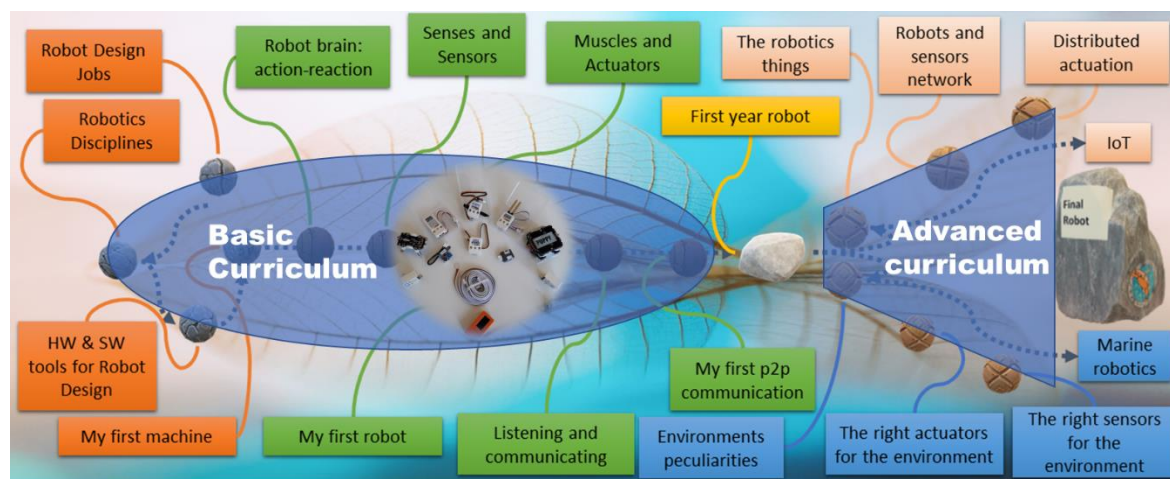 Robot Design
Jobs
Robot brain:
action-reaction
Senses and
Sensors
Muscles and
Actuators
The robotics
things
Robots and
sensors
network
Distributed
actuation
Robotics
Disciplines
First year robot
IoT
Final
Robot
Basic
Curriculum
Advanced
curriculum
HW & SW
tools for Robot
Design
My first machine
My first robot
Listening and
communicating
My first p2p
communication
Environments
peculiarities
The right actuators
for the environment
Marine
robotics
The right sensors
for the
environment